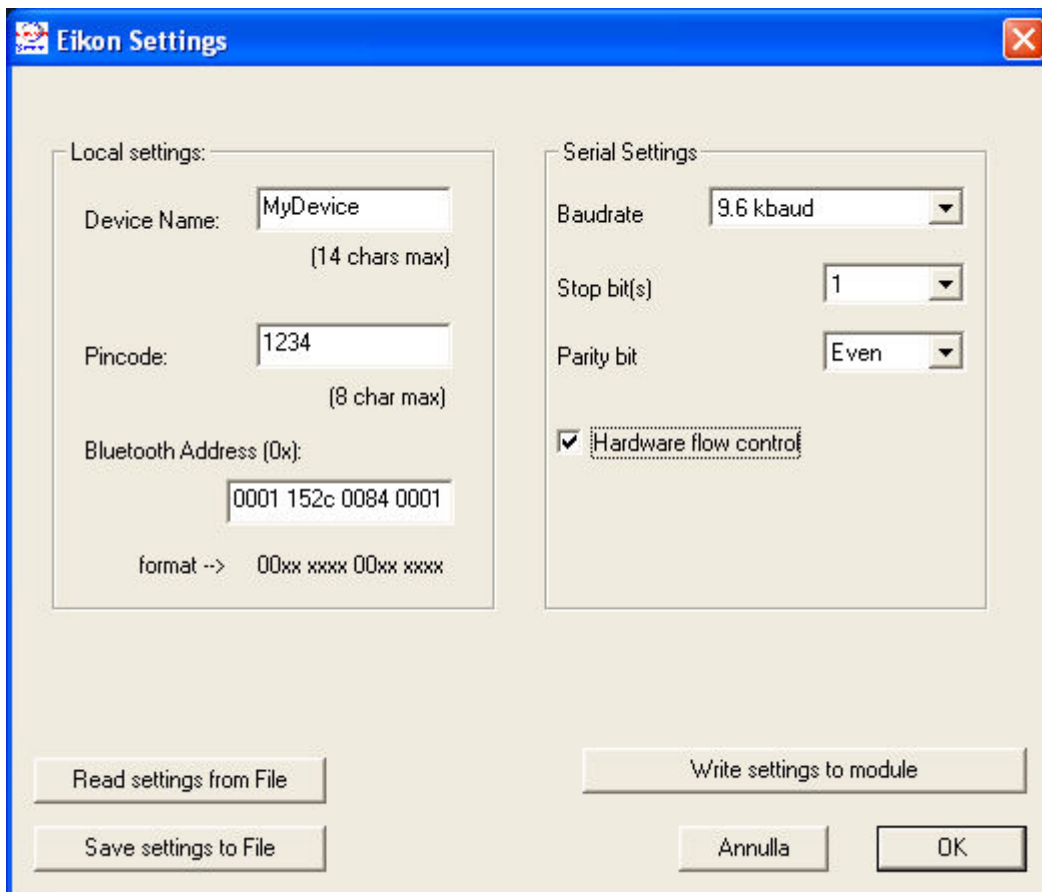 Eikon Settings
Local settings:
Device Name:
MyDevice
(14 chars max)
Pincode:
1234
(8 char max)
Bluetooth Address (0x):
0001 152c 0084 0001
format --> 00xx xxxx 00xx xxxx
Serial Settings
Baudrate
9.6 kbaud
Stop bit(s)
1
Parity bit
Even
Hardware flow control
Read settings from File
Write settings to module
Save settings to File
Annulla
OK